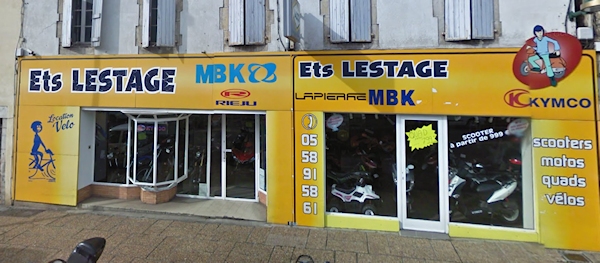 Ets LESTAGE
MBK
RIEJU
Location
Vélo
Ets LESTAGE
LAPIERRE MBK
KYMCO
05
58
91
58
61
SCOOTER
à partir de 999 €
scooters
motos
quads
vélos